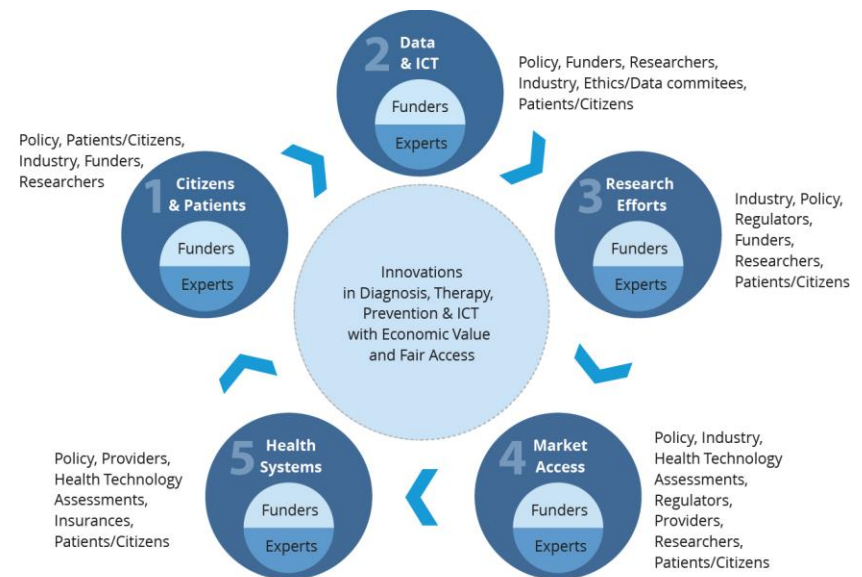 2 Data
& ICT
Funders
Experts
Policy, Funders, Researchers,
Industry, Ethics/Data commitees,
Patients/Citizens
Policy, Patients/Citizens,
Industry, Funders,
Researchers
1 Citizens
& Patients
Funders
Experts
3 Research
Efforts
Funders
Experts
Industry, Policy,
Regulators,
Funders,
Researchers,
Patients/Citizens
Innovations
in Diagnosis, Therapy,
Prevention & ICT
with Economic Value
and Fair Access
5 Health
Systems
Funders
Experts
Policy, Providers,
Health Technology
Assessments,
Insurances,
Patients/Citizens
4 Market
Access
Funders
Experts
Policy, Industry,
Health Technology
Assessments,
Regulators,
Providers,
Researchers,
Patients/Citizens